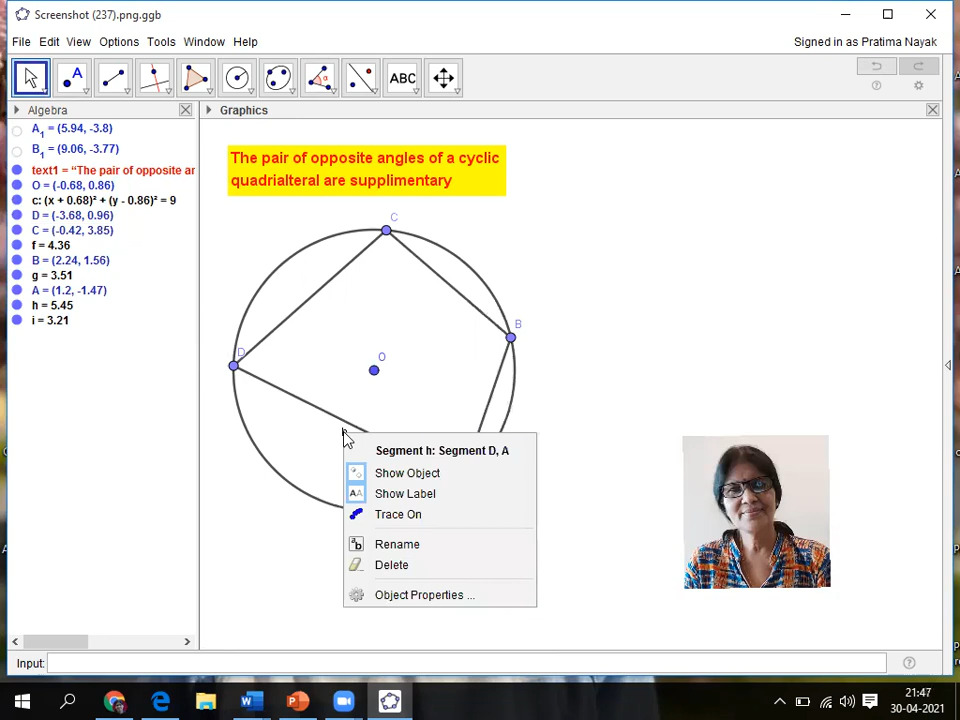 Screenshot (237).png.ggb
File Edit View Options Tools Window Help
Signed in as Pratima Nayak
A
α
ABC
Algebra
Graphics
A1 = (5.94, -3.8)
B1 = (9.06, -3.77)
text1 = “The pair of opposite ar
O = (-0.68, 0.86)
c: (x + 0.68)² + (y - 0.86)² = 9
D = (-3.68, 0.96)
C = (-0.42, 3.85)
f = 4.36
B = (2.24, 1.56)
g = 3.51
A = (1.2, -1.47)
h = 5.45
i = 3.21
The pair of opposite angles of a cyclic
quadrialteral are supplimentary
C
B
D
O
Segment h: Segment D, A
Show Object
AA Show Label
Trace On
Rename
Delete
Object Properties ...
Input:
21:47
30-04-2021